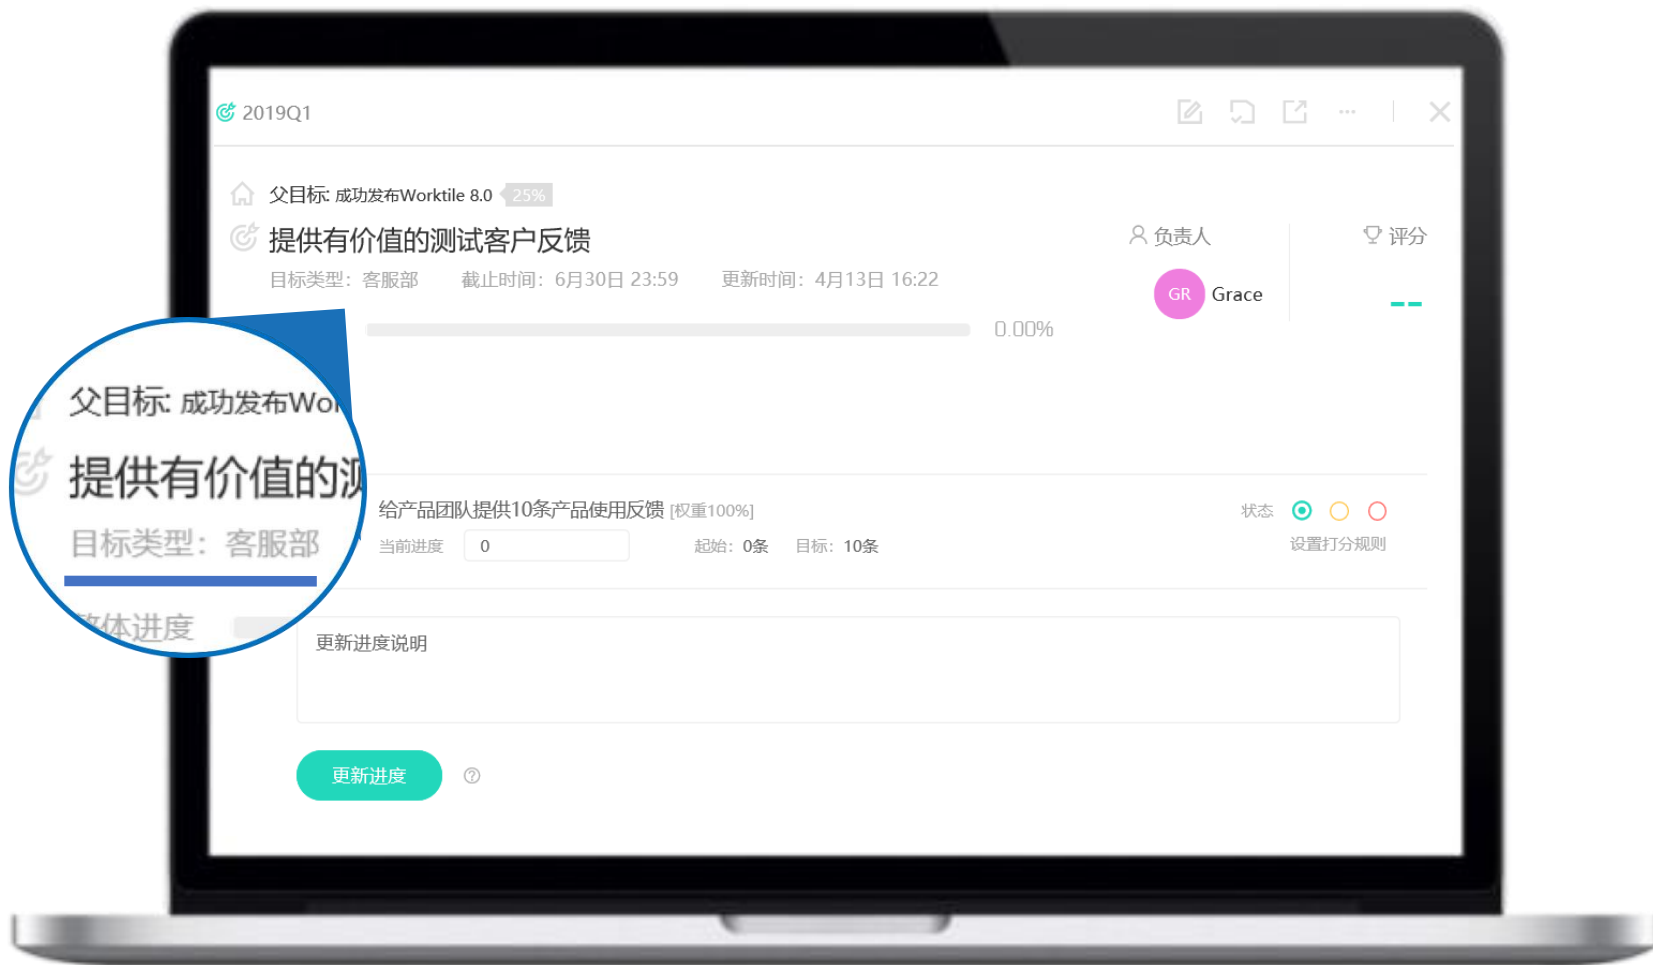 2019Q1
父目标: 成功发布Worktile 8.0 25%
提供有价值的测试客户反馈
目标类型：客服部 截止时间：6月30日 23:59 更新时间：4月13日 16:22
负责人 评分
GR Grace --
0.00%
父目标: 成功发布Wor
提供有价值的测
目标类型：客服部
整体进度
给产品团队提供10条产品使用反馈 [权重100%] 状态
当前进度 0 起始：0条 目标：10条 设置打分规则
更新进度说明
更新进度